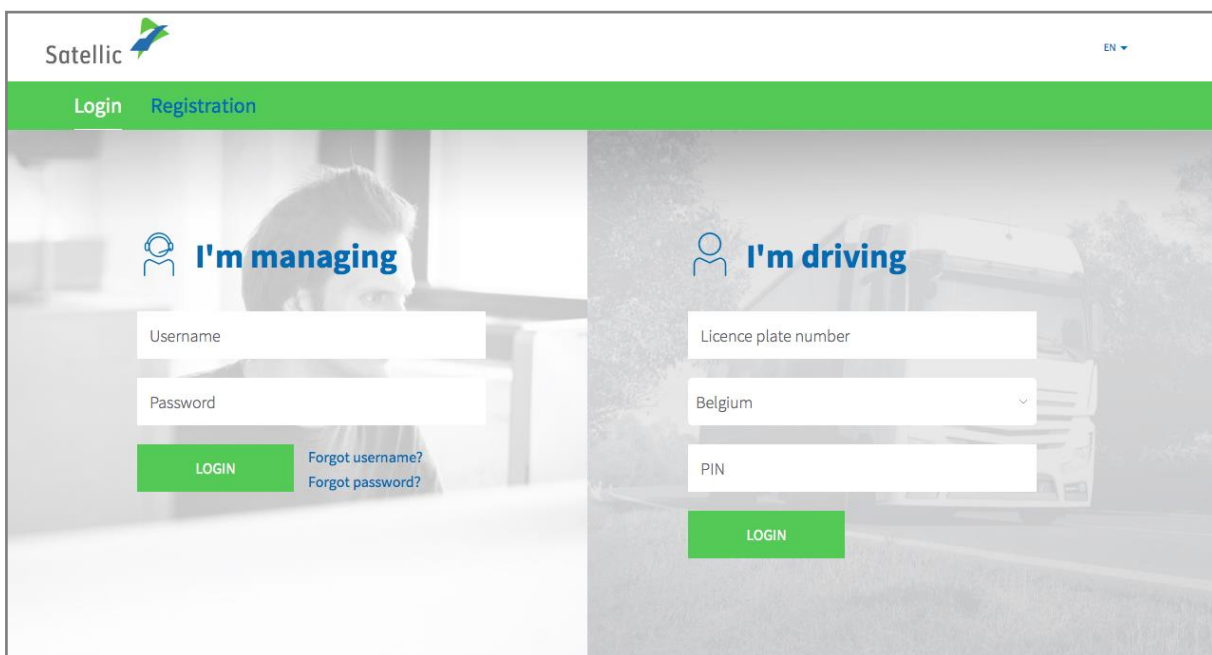 Satellic
EN
Login Registration
I'm managing
Username
Password
LOGIN
Forgot username?
Forgot password?
I'm driving
Licence plate number
Belgium
PIN
LOGIN